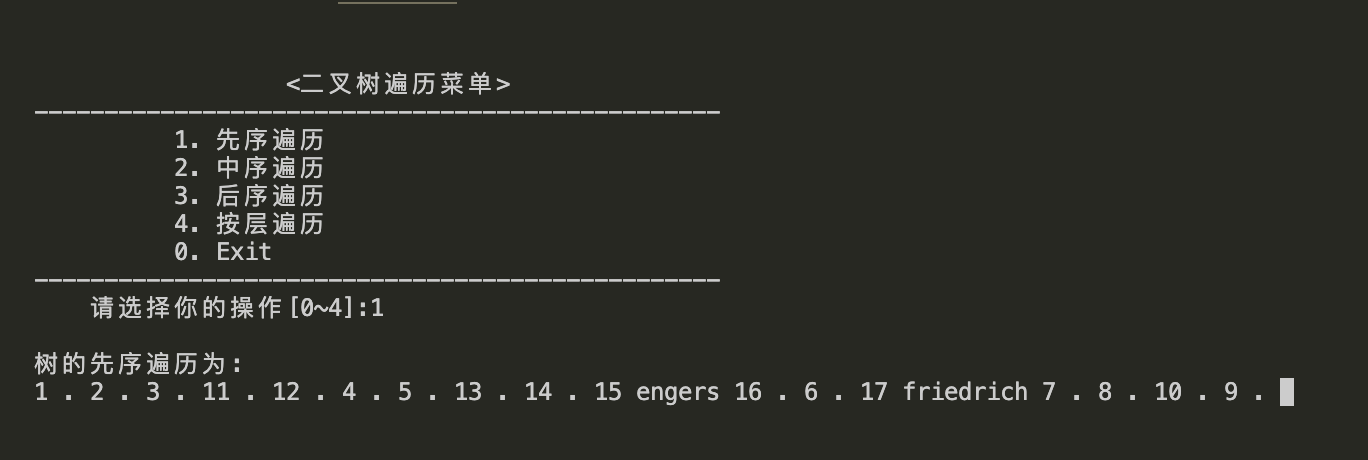 <二叉树遍历菜单>
-------------------------------------------------
1. 先序遍历
2. 中序遍历
3. 后序遍历
4. 按层遍历
0. Exit
-------------------------------------------------
请选择你的操作[0~4]:1
树的先序遍历为:
1 . 2 . 3 . 11 . 12 . 4 . 5 . 13 . 14 . 15 engers 16 . 6 . 17 friedrich 7 . 8 . 10 . 9 .